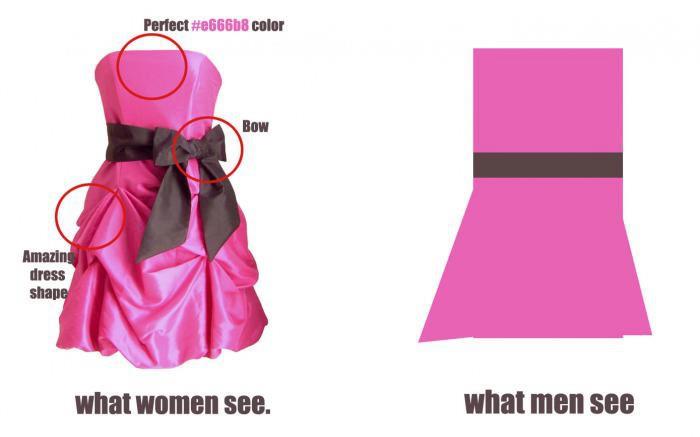 Perfect #e666b8 color
Bow
Amazing
dress
shape
what women see.
what men see